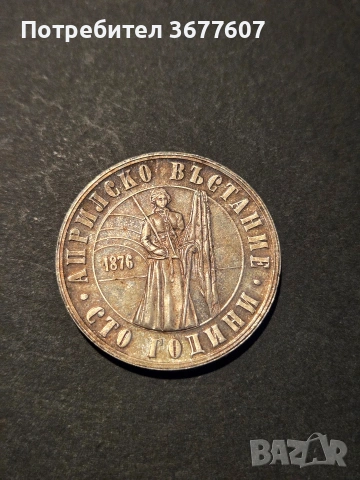 Потребител 3677607
АПРИЛСКО ВЪСТАНИЕ
1876
· СТО ГОДИНИ ·
BAZAR